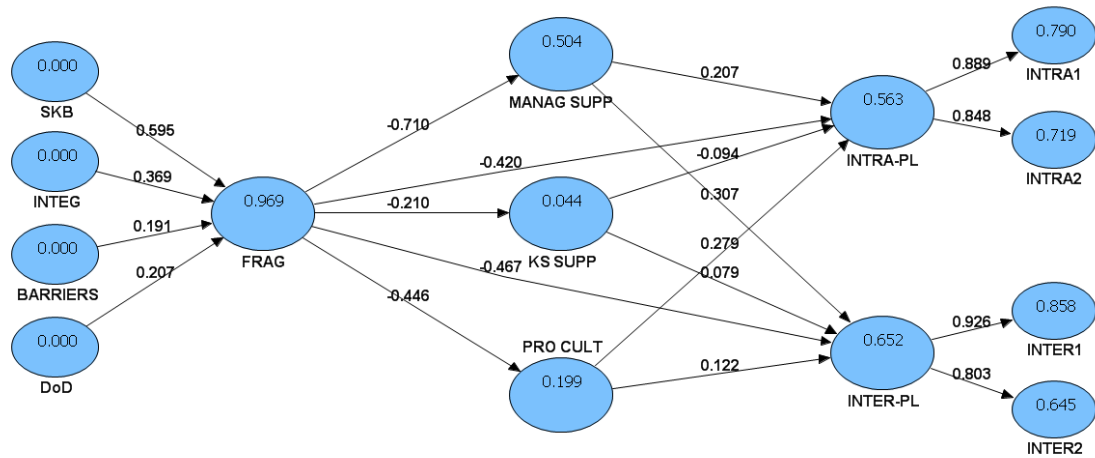 0.000
SKB
0.000
INTEG
0.000
BARRIERS
0.000
DoD
0.595
0.369
0.191
0.207
0.969
FRAG
-0.710
-0.420
-0.210
-0.467
-0.446
0.504
MANAG SUPP
0.044
KS SUPP
PRO CULT
0.199
0.207
-0.094
0.307
0.279
0.079
0.122
0.563
INTRA-PL
0.652
INTER-PL
0.889
0.848
0.926
0.803
0.790
INTRA1
0.719
INTRA2
0.858
INTER1
0.645
INTER2